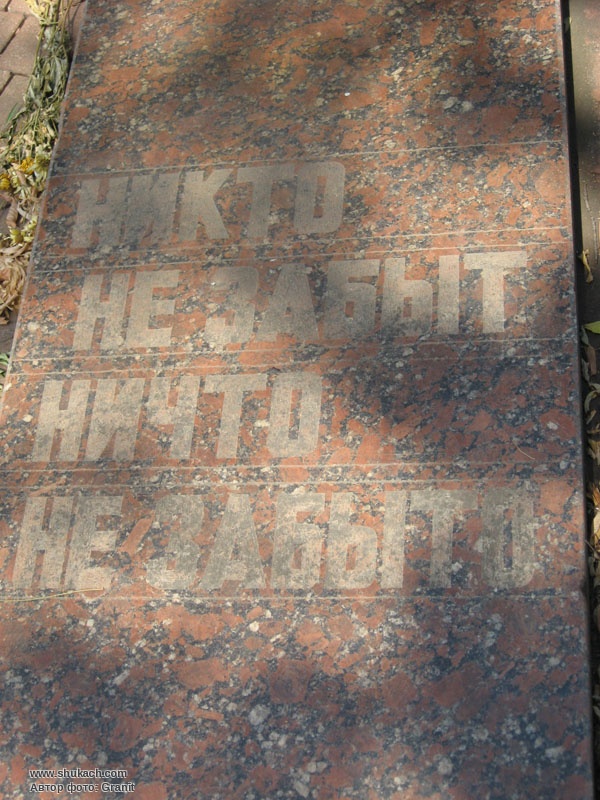 НИКТО
НЕ ЗАБЫТ
НИЧТО
НЕ ЗАБЫТО
www.shukach.com
Автор фото: Granit